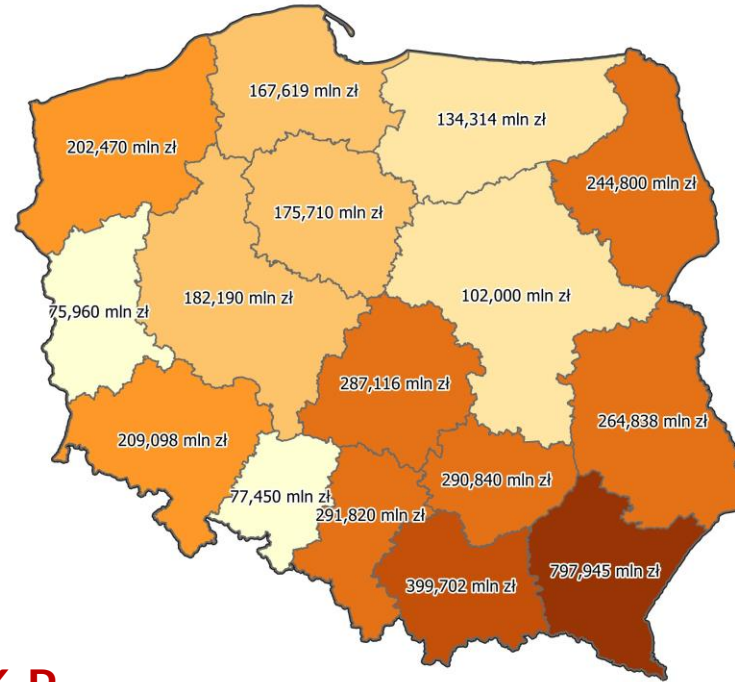 167,619 mln zł
134,314 mln zł
202,470 mln zł
244,800 mln zł
175,710 mln zł
182,190 mln zł
102,000 mln zł
75,960 mln zł
287,116 mln zł
264,838 mln zł
209,098 mln zł
290,840 mln zł
77,450 mln zł
291,820 mln zł
797,945 mln zł
399,702 mln zł